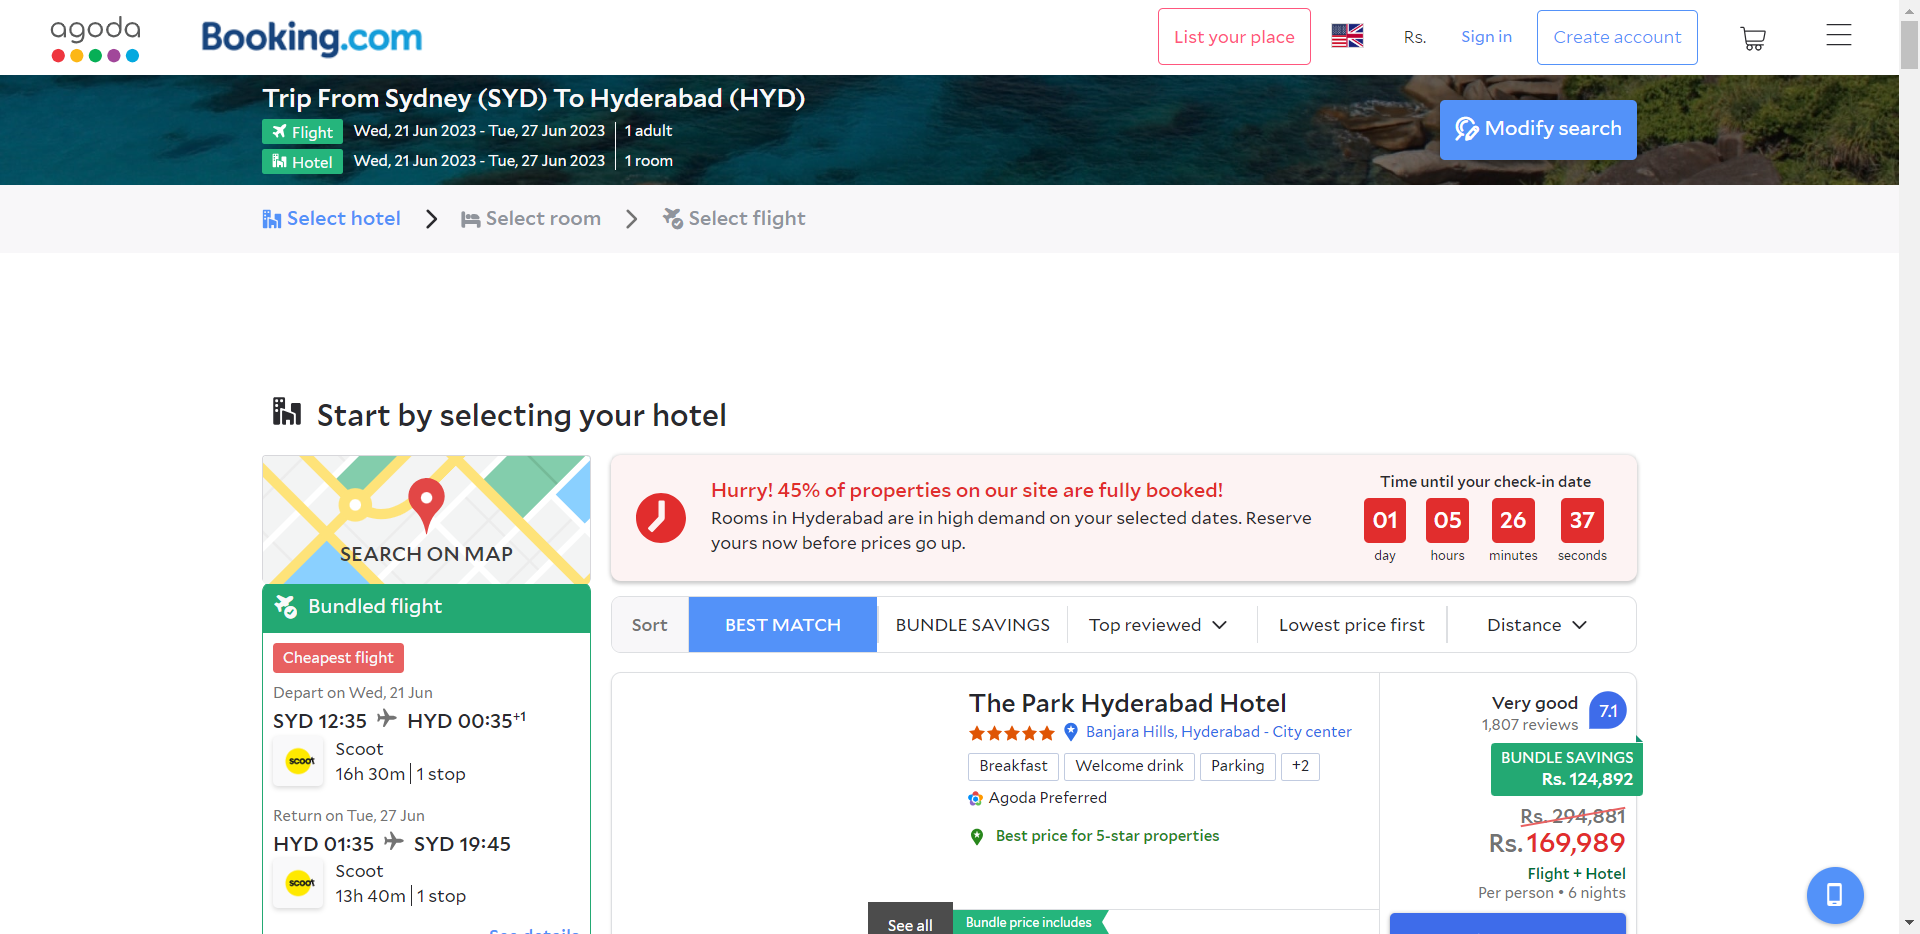 agoda
Booking.com
List your place
Rs.
Sign in
Create account
Trip From Sydney (SYD) To Hyderabad (HYD)
Flight Wed, 21 Jun 2023 - Tue, 27 Jun 2023 1 adult
Hotel Wed, 21 Jun 2023 - Tue, 27 Jun 2023 1 room
Modify search
Select hotel
Select room
Select flight
Start by selecting your hotel
SEARCH ON MAP
Bundled flight
Cheapest flight
Depart on Wed, 21 Jun
SYD 12:35 HYD 00:35+1
scoot
Scoot
16h 30m 1 stop
Return on Tue, 27 Jun
HYD 01:35 SYD 19:45
scoot
Scoot
13h 40m 1 stop
See details
Hurry! 45% of properties on our site are fully booked!
Rooms in Hyderabad are in high demand on your selected dates. Reserve
yours now before prices go up.
Time until your check-in date
01 05 26 37
day hours minutes seconds
Sort BEST MATCH BUNDLE SAVINGS Top reviewed Lowest price first Distance
The Park Hyderabad Hotel
Banjara Hills, Hyderabad - City center
Breakfast Welcome drink Parking +2
Agoda Preferred
Best price for 5-star properties
See all
Bundle price includes
Very good
1,807 reviews
7.1
BUNDLE SAVINGS
Rs. 124,892
Rs. 294,881
Rs. 169,989
Flight + Hotel
Per person • 6 nights